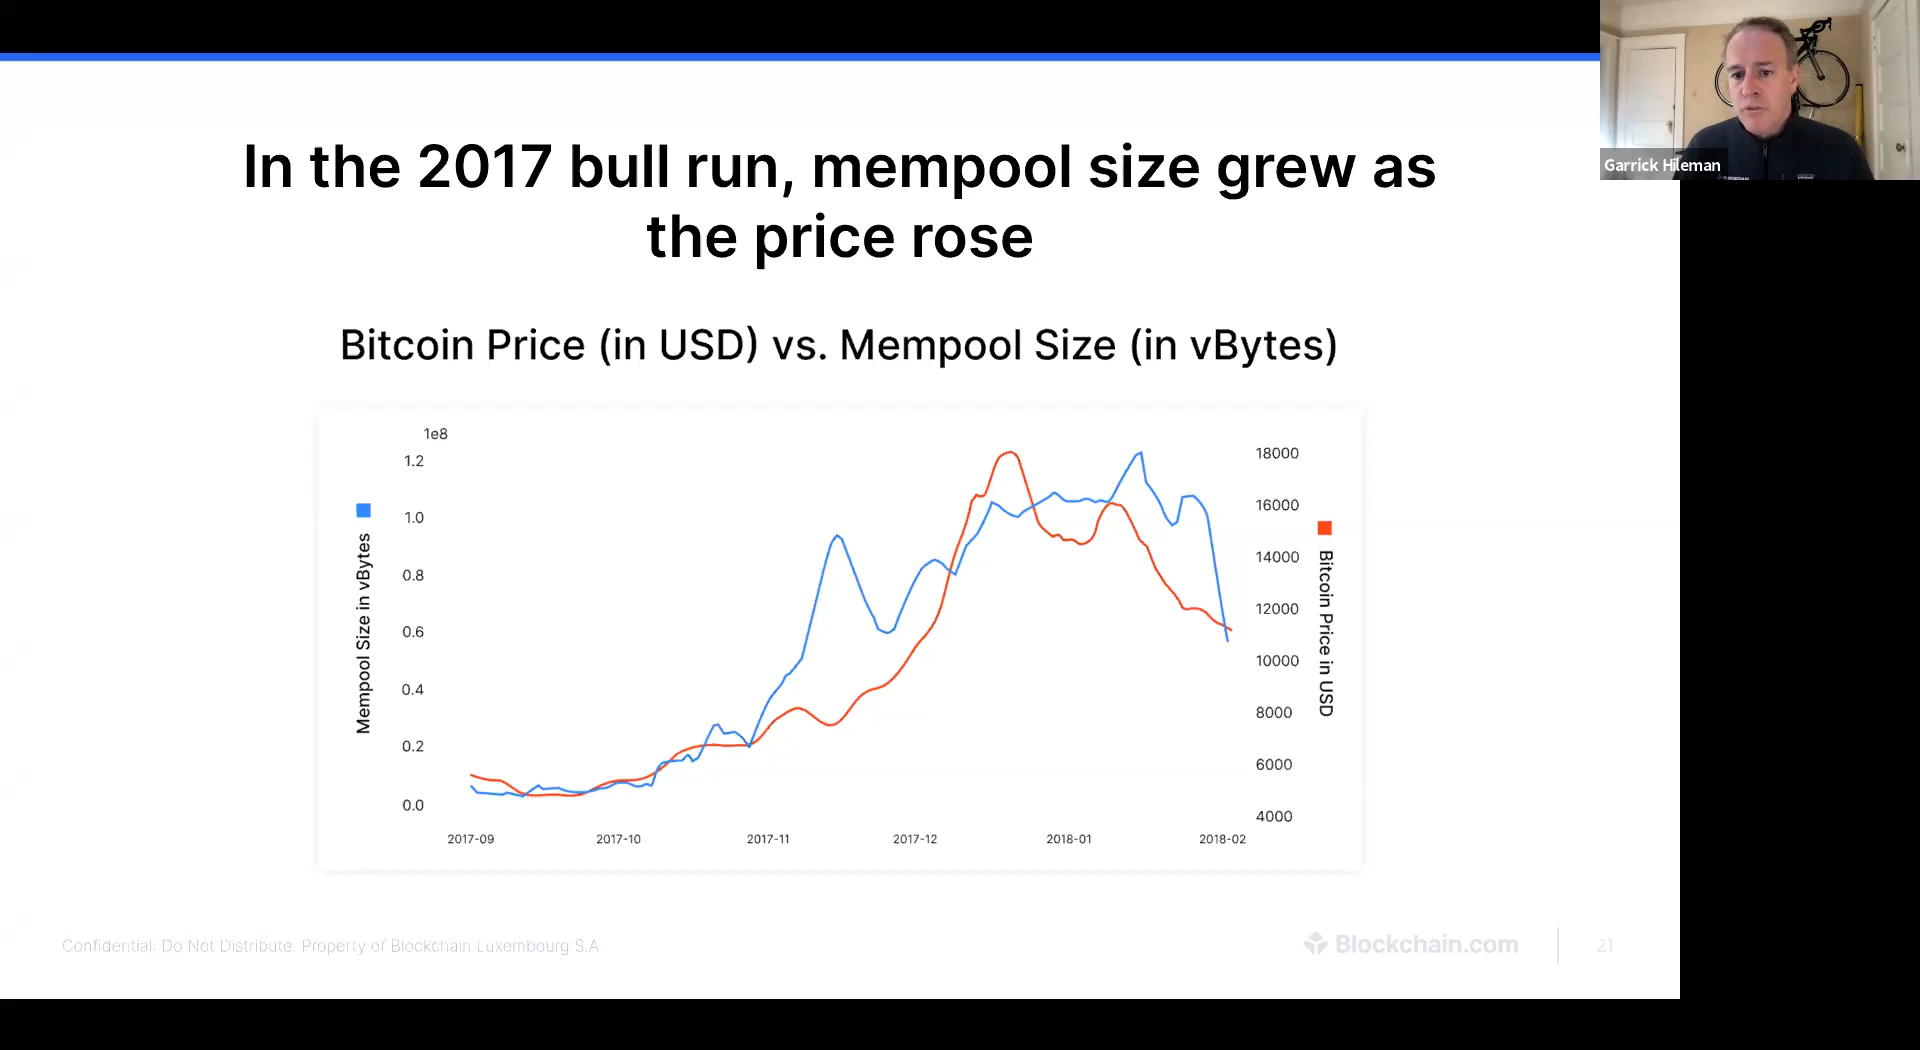 Garrick Hileman
In the 2017 bull run, mempool size grew as
the price rose
Bitcoin Price (in USD) vs. Mempool Size (in vBytes)
1e8
1.2
1.0
0.8
0.6
0.4
0.2
0.0
Mempool Size in vBytes
18000
16000
14000
12000
10000
8000
6000
4000
Bitcoin Price in USD
2017-09
2017-10
2017-11
2017-12
2018-01
2018-02
Confidential: Do Not Distribute. Property of Blockchain Luxembourg S.A.
Blockchain.com
21